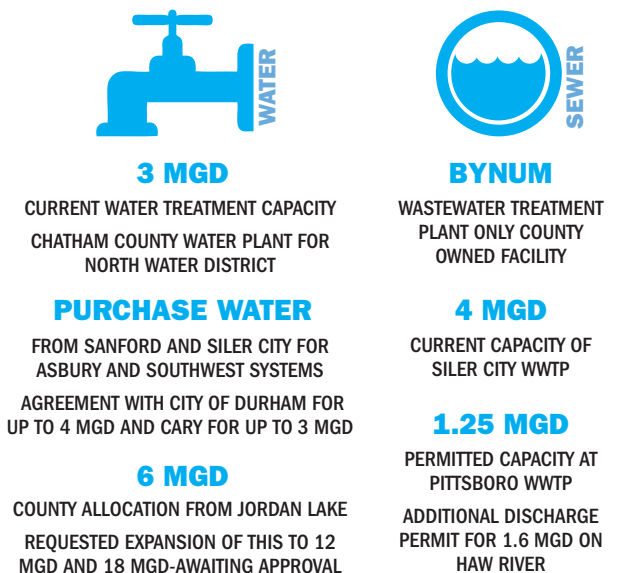 WATER
3 MGD
CURRENT WATER TREATMENT CAPACITY
CHATHAM COUNTY WATER PLANT FOR
NORTH WATER DISTRICT
PURCHASE WATER
FROM SANFORD AND SILER CITY FOR
ASBURY AND SOUTHWEST SYSTEMS
AGREEMENT WITH CITY OF DURHAM FOR
UP TO 4 MGD AND CARY FOR UP TO 3 MGD
6 MGD
COUNTY ALLOCATION FROM JORDAN LAKE
REQUESTED EXPANSION OF THIS TO 12
MGD AND 18 MGD-AWAITING APPROVAL
SEWER
BYNUM
WASTEWATER TREATMENT
PLANT ONLY COUNTY
OWNED FACILITY
4 MGD
CURRENT CAPACITY OF
SILER CITY WWTP
1.25 MGD
PERMITTED CAPACITY AT
PITTSBORO WWTP
ADDITIONAL DISCHARGE
PERMIT FOR 1.6 MGD ON
HAW RIVER